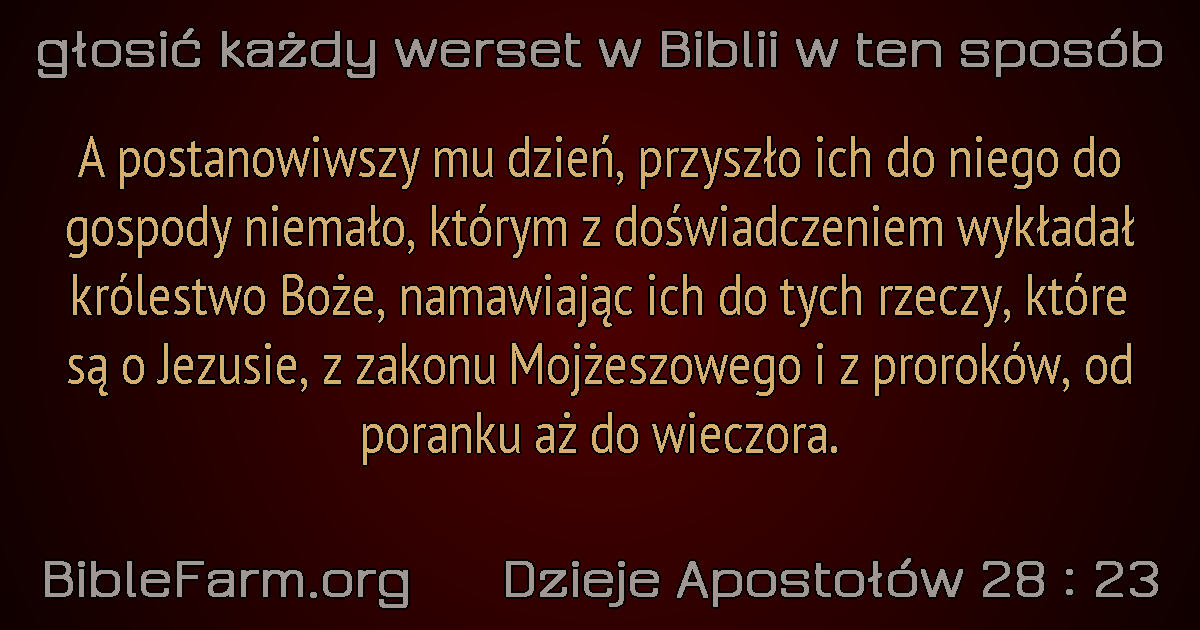 głosić każdy werset w Biblii w ten sposób
A postanowiwszy mu dzień, przyszło ich do niego do
gospody niemało, którym z doświadczeniem wykładał
królestwo Boże, namawiając ich do tych rzeczy, które
są o Jezusie, z zakonu Mojżeszowego i z proroków, od
poranku aż do wieczora.
BibleFarm.org
Dzieje Apostołów 28 : 23